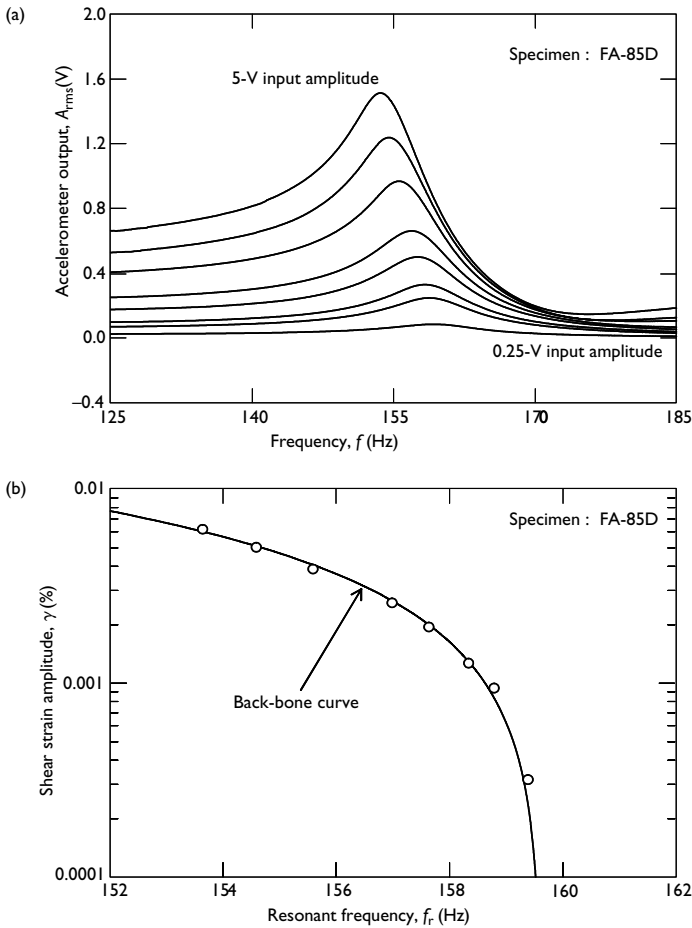 (a)
2.0
1.6
1.2
0.8
0.4
0.0
–0.4
Accelerometer output, Arms(V)
5-V input amplitude
Specimen : FA-85D
0.25-V input amplitude
125
140
155
170
185
Frequency, f (Hz)
(b)
0.01
0.001
0.0001
Shear strain amplitude, γ (%)
Specimen : FA-85D
Back-bone curve
152
154
156
158
160
162
Resonant frequency, fr (Hz)